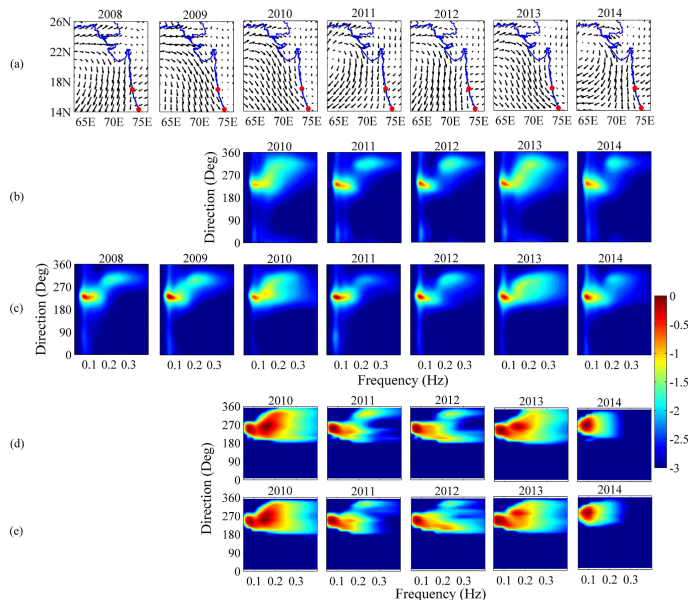 2008 2009 2010 2011 2012 2013 2014
26N
22N
(a)
18N
14N
65E 70E 75E 65E 70E 75E 65E 70E 75E 65E 70E 75E 65E 70E 75E 65E 70E 75E 65E 70E 75E
2010 2011 2012 2013 2014
Direction (Deg)
360
270
(b)
180
90
0
2008 2009 2010 2011 2012 2013 2014
Direction (Deg)
360
270
(c)
180
90
0
0.1 0.2 0.3 0.1 0.2 0.3 0.1 0.2 0.3 0.1 0.2 0.3 0.1 0.2 0.3 0.1 0.2 0.3 0.1 0.2 0.3
Frequency (Hz)
0
-0.5
-1
-1.5
-2
-2.5
-3
2010 2011 2012 2013 2014
Direction (Deg)
360
(d)
270
180
90
0
2010 2011 2012 2013 2014
360
270
(e)
180
90
0
0.1 0.2 0.3 0.1 0.2 0.3 0.1 0.2 0.3 0.1 0.2 0.3 0.1 0.2 0.3
Frequency (Hz)